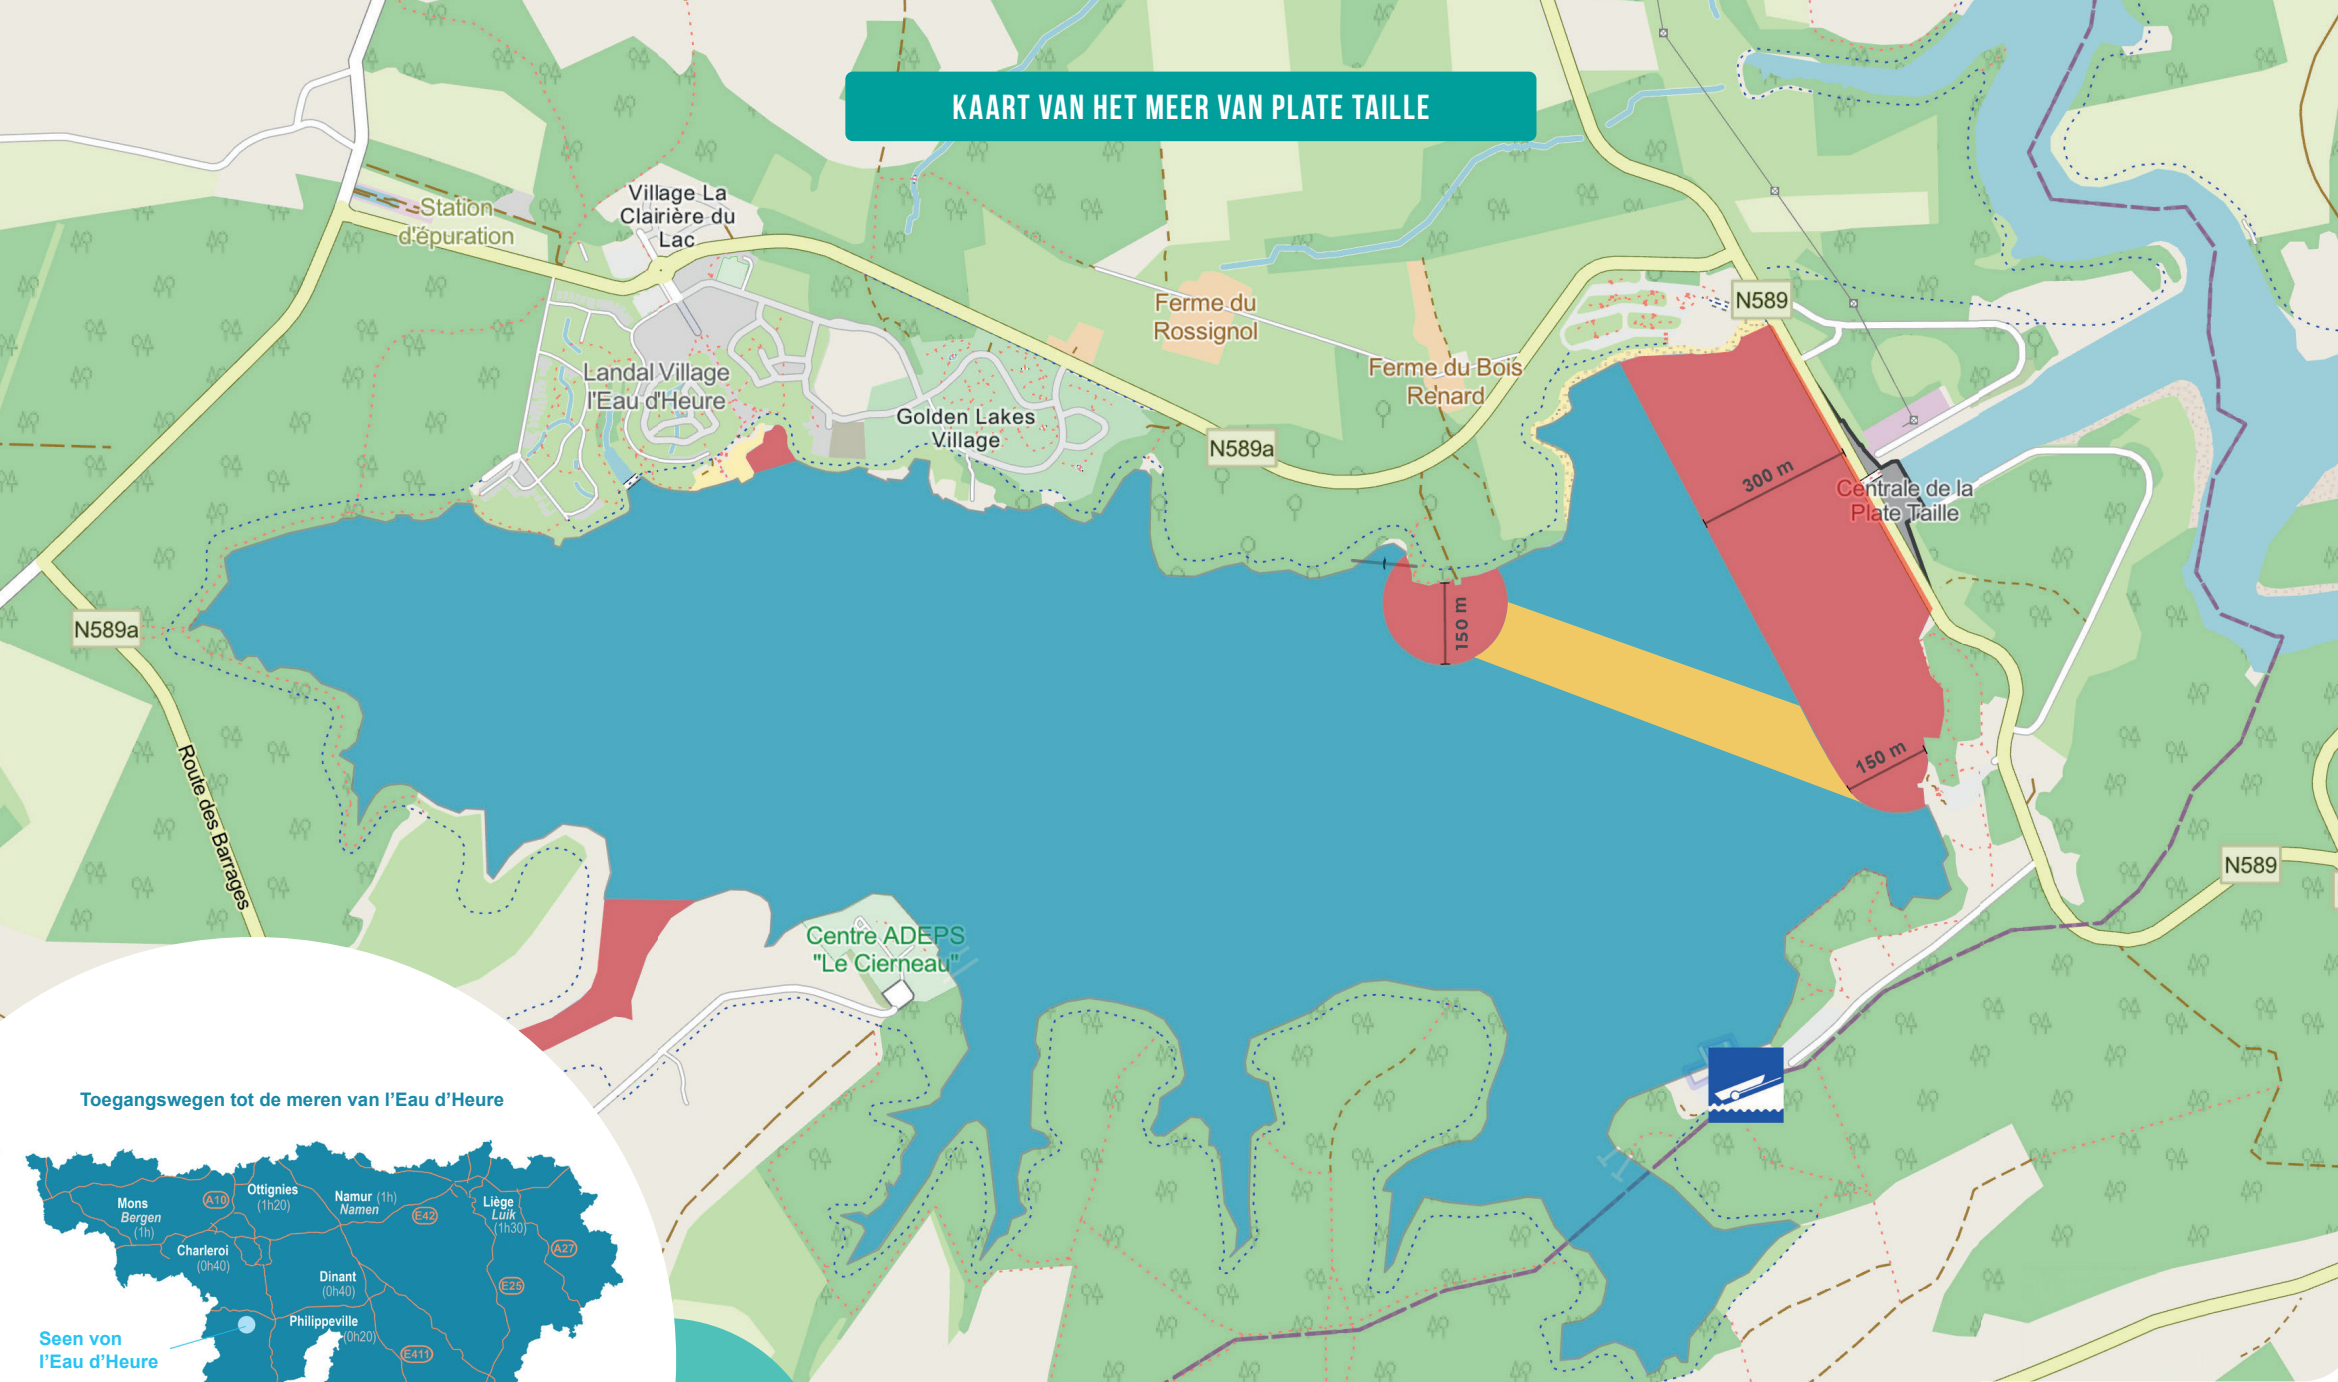 KAART VAN HET MEER VAN PLATE TAILLE
Village La
Clairière du
Lac
Station
d'épuration
Landal Village
l'Eau d'Heure
Golden Lakes
Village
Ferme du
Rossignol
Ferme du Bois
Renard
N589
N589a
300 m
Centrale de la
Plate Taille
150 m
N589a
150 m
Route des Barrages
N589
Centre ADEPS
"Le Cierneau"
Toegangswegen tot de meren van l'Eau d'Heure
Mons
Bergen
(1h)
A10
Ottignies
(1h20)
Namur (1h)
Namen
E42
Liège
Luik
(1h30)
A27
Charleroi
(0h40)
Dinant
(0h40)
E25
Philippeville
(0h20)
E411
Seen von
l'Eau d'Heure